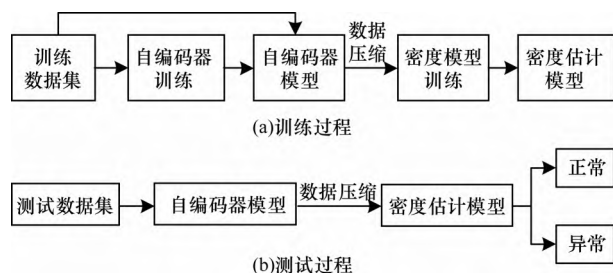 训练
数据集
自编码器
训练
自编码器
模型
数据
压缩
密度模型
训练
密度估计
模型
(a)训练过程
测试数据集
自编码器模型
数据压缩
密度估计模型
正常
异常
(b)测试过程